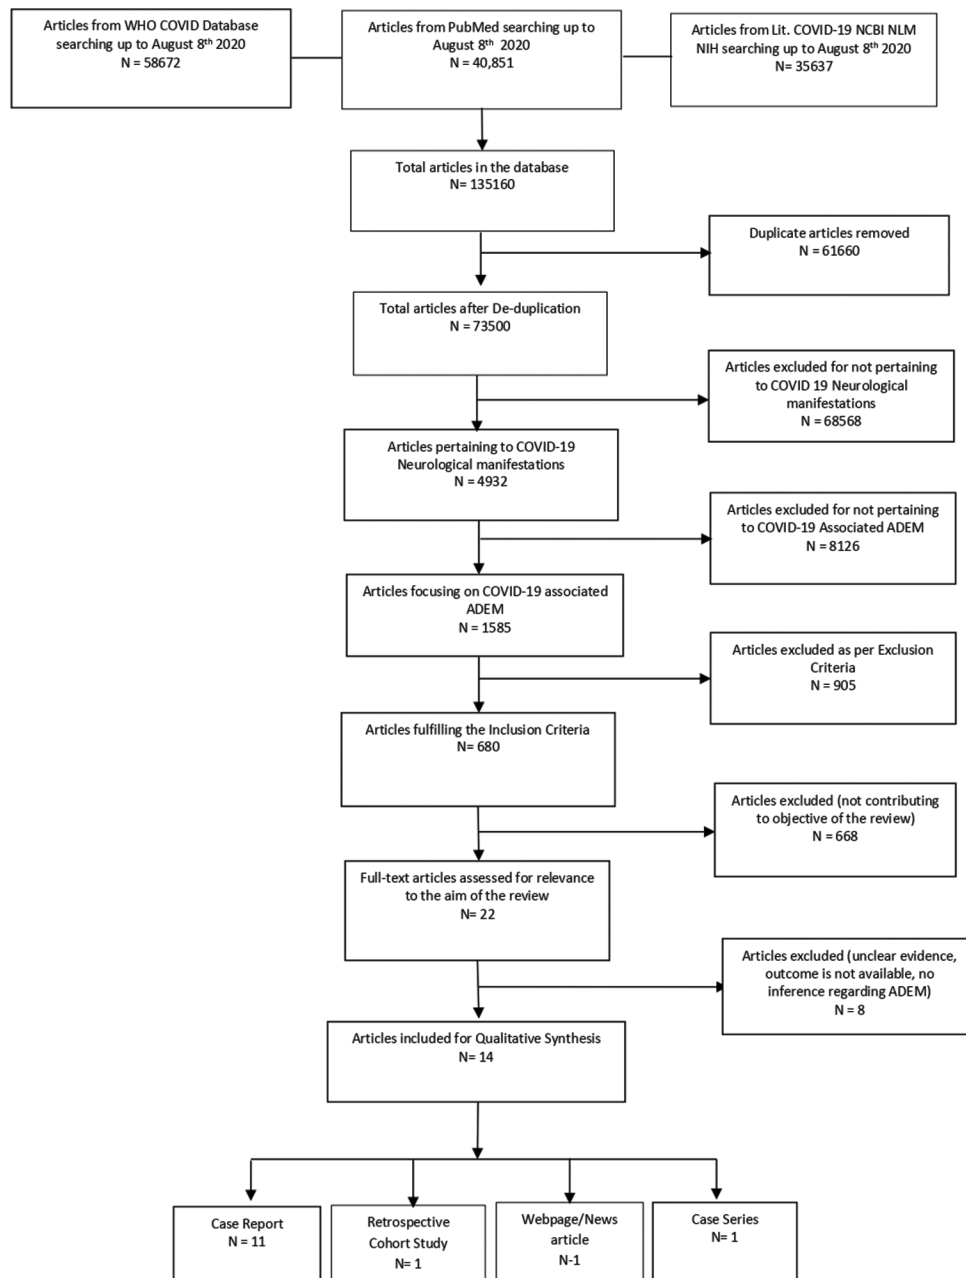 Articles from WHO COVID Database
searching up to August 8th 2020
N = 58672
Articles from PubMed searching up to
August 8th 2020
N = 40,851
Articles from Lit. COVID-19 NCBI NLM
NIH searching up to August 8th 2020
N= 35637
Total articles in the database
N= 135160
Duplicate articles removed
N = 61660
Total articles after De-duplication
N = 73500
Articles excluded for not pertaining
to COVID 19 Neurological
manifestations
N = 68568
Articles pertaining to COVID-19
Neurological manifestations
N = 4932
Articles excluded for not pertaining
to COVID-19 Associated ADEM
N = 8126
Articles focusing on COVID-19 associated
ADEM
N = 1585
Articles excluded as per Exclusion
Criteria
N = 905
Articles fulfilling the Inclusion Criteria
N= 680
Articles excluded (not contributing
to objective of the review)
N = 668
Full-text articles assessed for relevance
to the aim of the review
N= 22
Articles excluded (unclear evidence,
outcome is not available, no
inference regarding ADEM)
N = 8
Articles included for Qualitative Synthesis
N= 14
Case Report
N = 11
Retrospective
Cohort Study
N= 1
Webpage/News
article
N-1
Case Series
N= 1